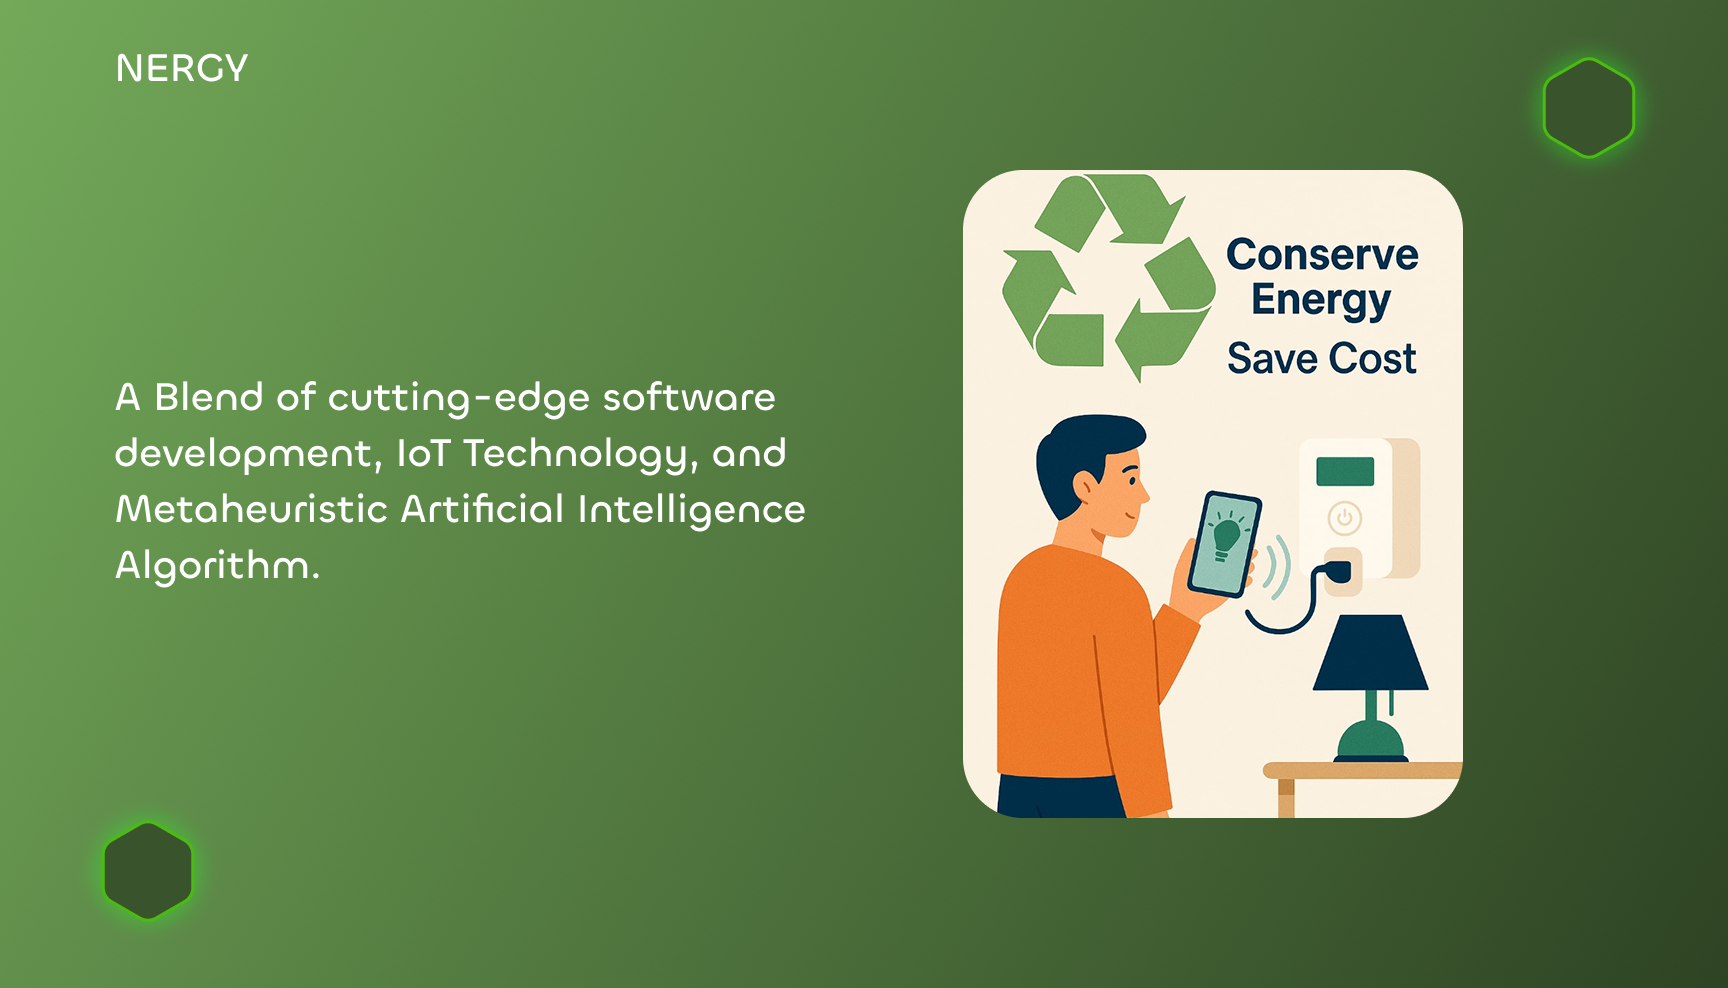 NERGY
A Blend of cutting-edge software
development, IoT Technology, and
Metaheuristic Artificial Intelligence
Algorithm.
Conserve
Energy
Save Cost